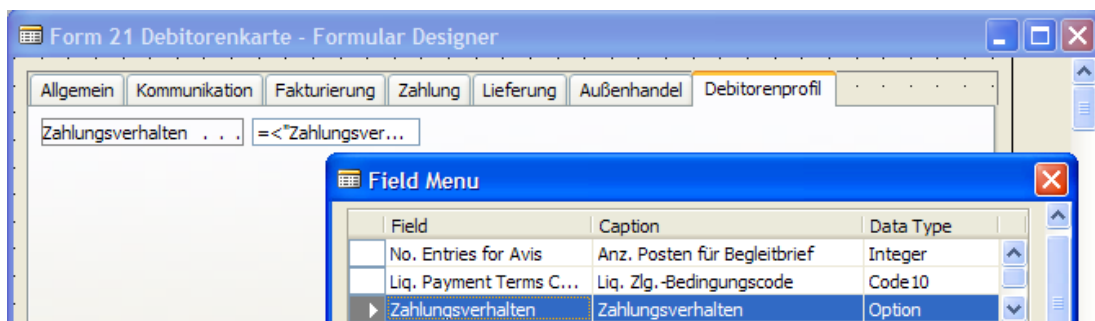 Form 21 Debitorenkarte - Formular Designer
Allgemein Kommunikation Fakturierung Zahlung Lieferung Außenhandel Debitorenprofil
Zahlungsverhalten . . . =<"Zahlungsver...
Field Menu
Field Caption Data Type
No. Entries for Avis Anz. Posten für Begleitbrief Integer
Liq. Payment Terms C... Liq. Zlg.-Bedingungscode Code10
Zahlungsverhalten Zahlungsverhalten Option